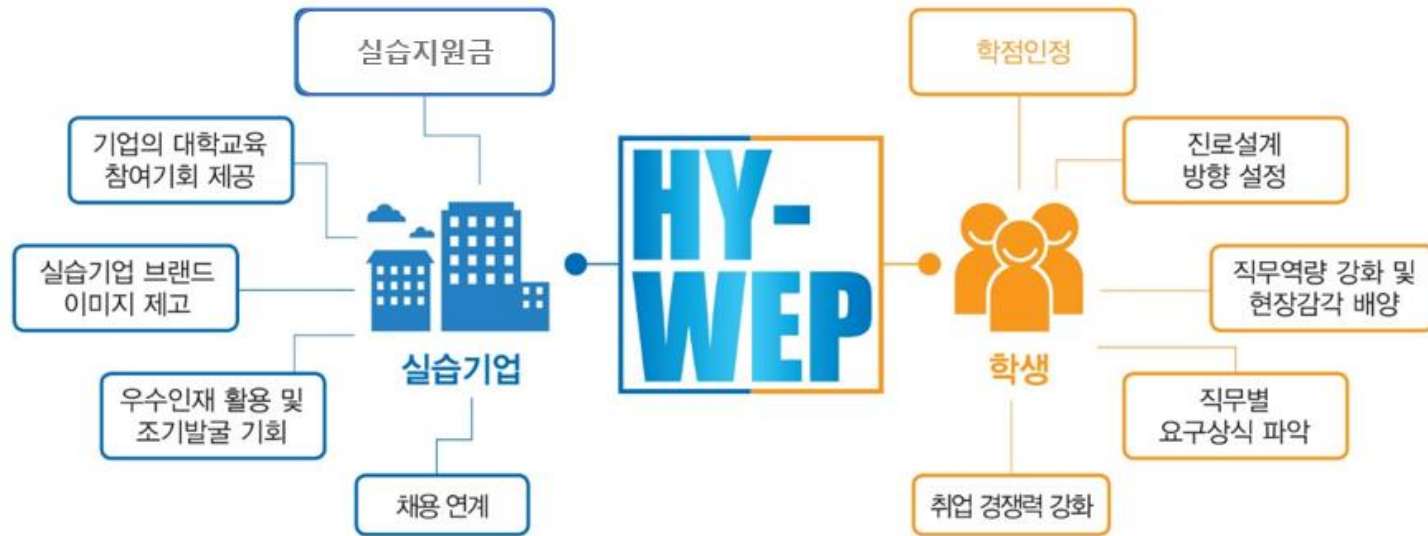 실습지원금
기업의 대학교육
참여기회 제공
실습기업 브랜드
이미지 제고
우수인재 활용 및
조기발굴 기회
채용 연계
실습기업
HY-
WEP
학점인정
진로설계
방향 설정
직무역량 강화 및
현장감각 배양
직무별
요구상식 파악
취업 경쟁력 강화
학생